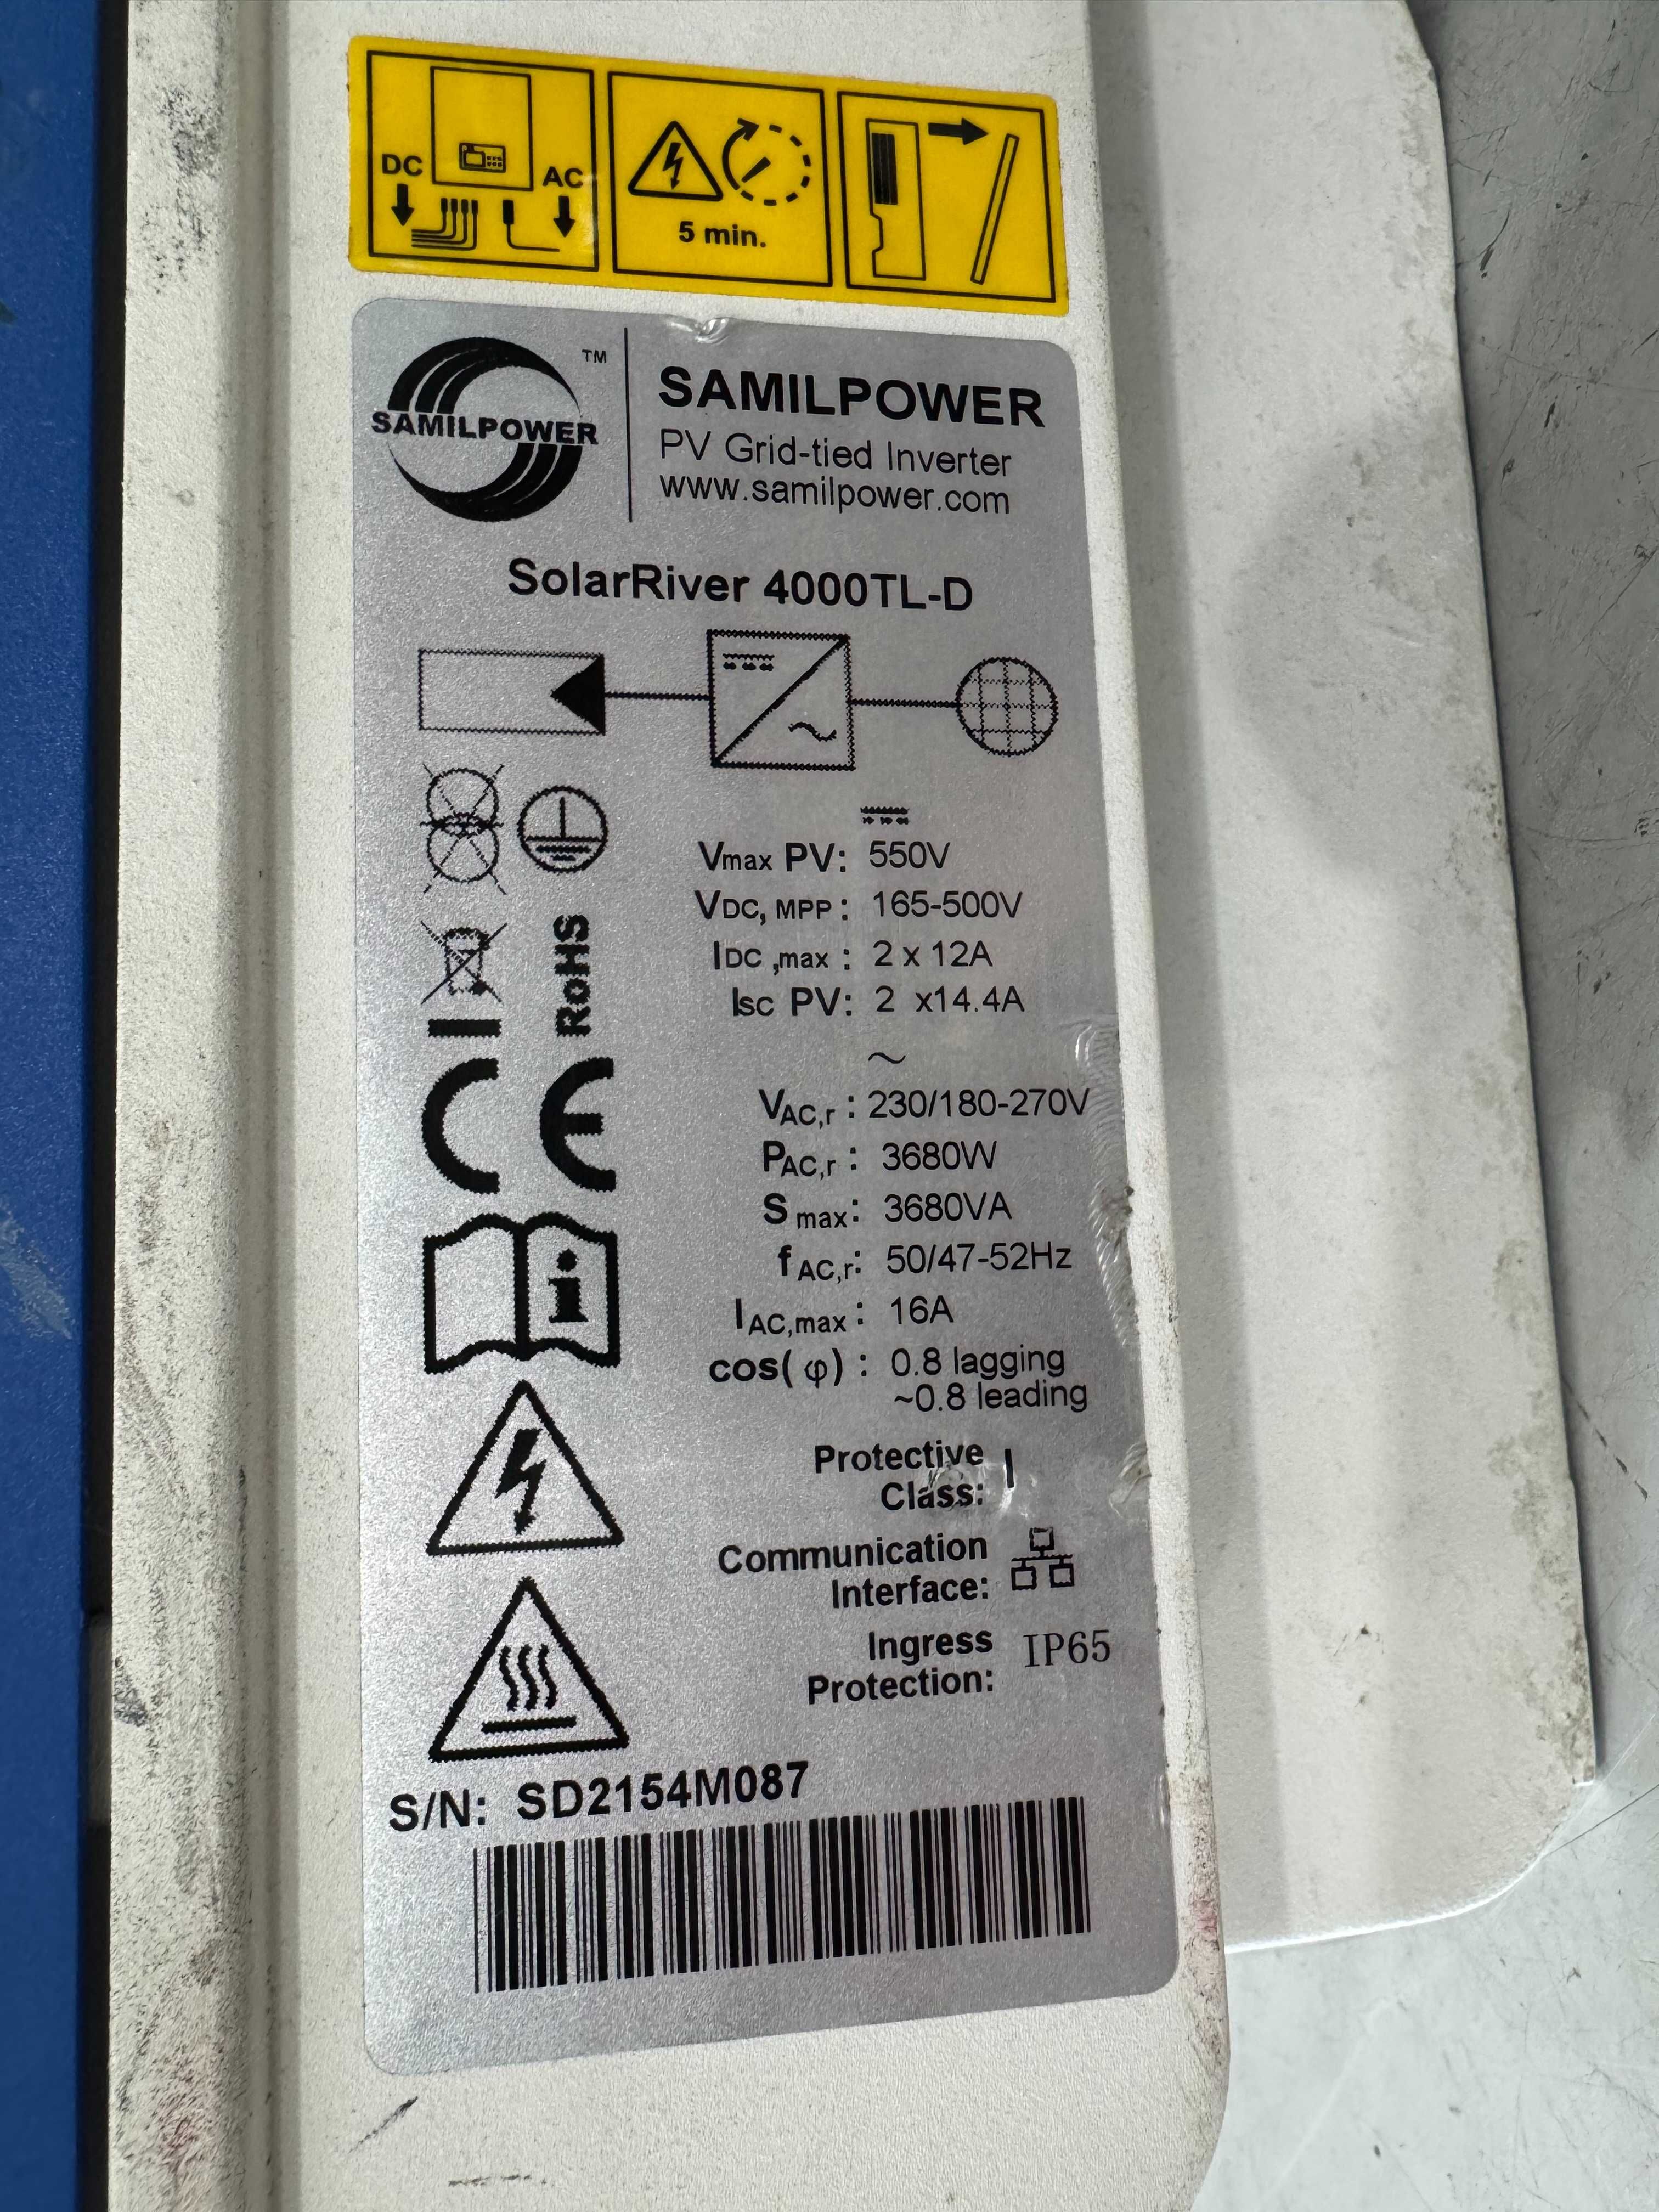 DC
AC
5 min.
TM
SAMILPOWER
SAMILPOWER
PV Grid-tied Inverter
www.samilpower.com
SolarRiver 4000TL-D
Vmax PV: 550V
VDC, MPP : 165-500V
IDC ,max : 2 x 12A
Isc PV: 2 x14.4A
~
VAC,r : 230/180-270V
PAC,r : 3680W
S max: 3680VA
f AC,r: 50/47-52Hz
I AC,max : 16A
cos( φ) : 0.8 lagging
~0.8 leading
RoHS
CE
i
Protective
Class: I
Communication
Interface:
Ingress
Protection: IP65
S/N: SD2154M087